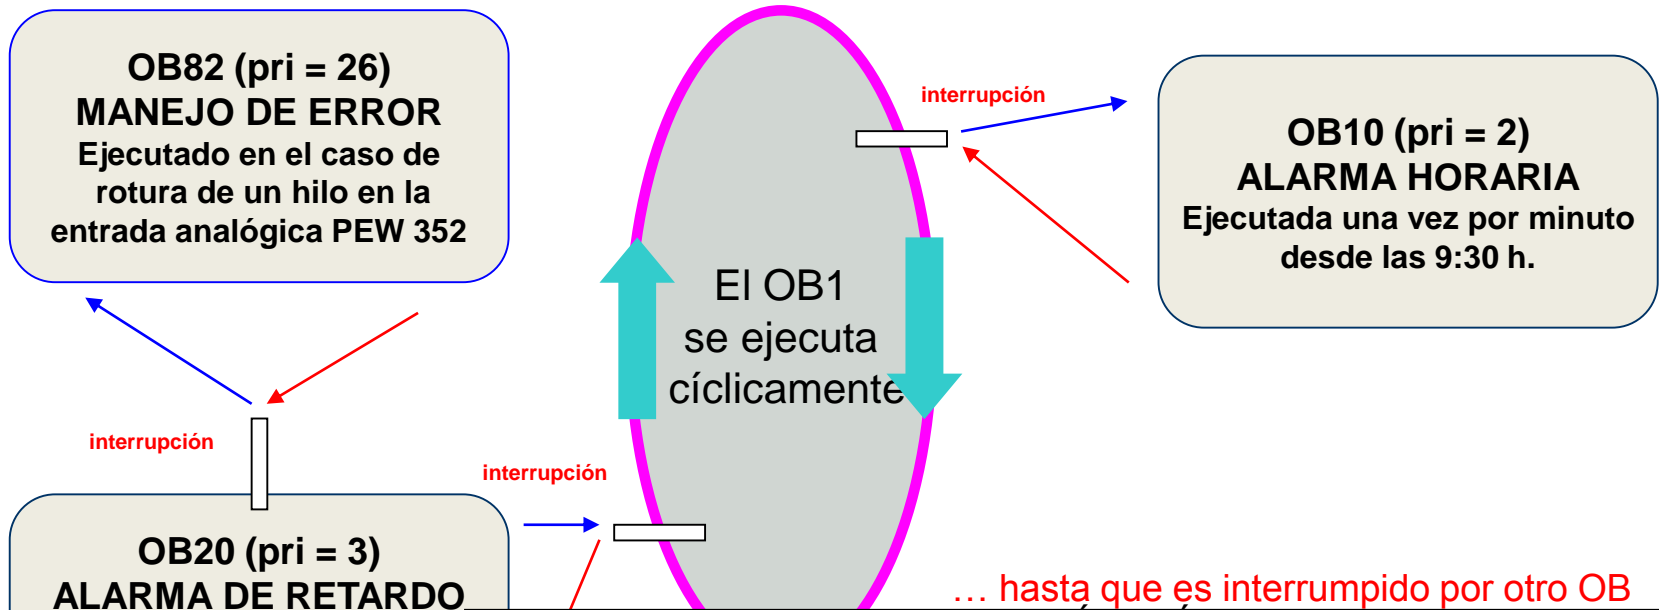 OB82 (pri = 26)
MANEJO DE ERROR
Ejecutado en el caso de
rotura de un hilo en la
entrada analógica PEW 352
interrupción
OB10 (pri = 2)
ALARMA HORARIA
Ejecutada una vez por minuto
desde las 9:30 h.
El OB1
se ejecuta
cíclicamente
interrupción
interrupción
OB20 (pri = 3)
ALARMA DE RETARDO
… hasta que es interrumpido por otro OB